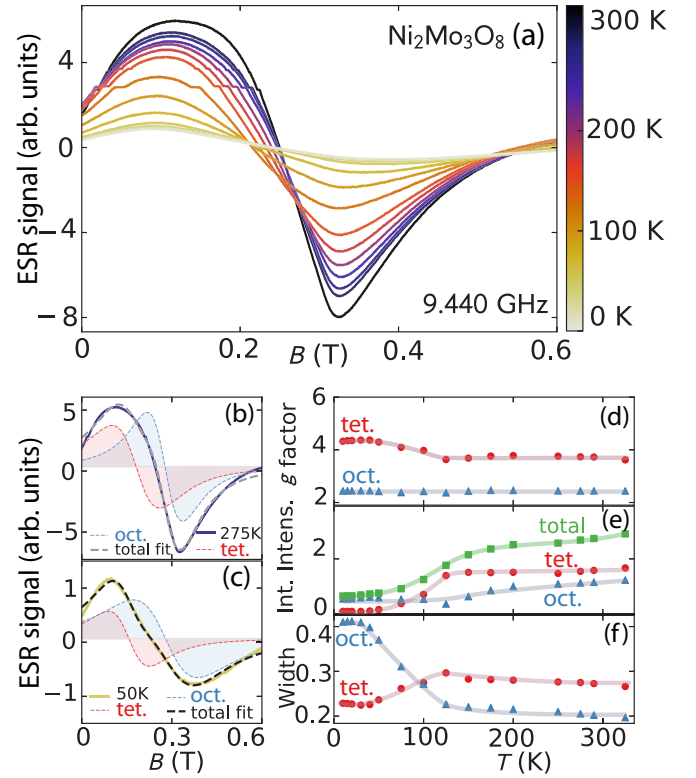 Ni2Mo3O8 (a)
ESR signal (arb. units)
4
0
−4
−8
9.440 GHz
0
0.2
0.4
0.6
B (T)
300 K
200 K
100 K
0 K
(b)
5
0
−5
oct.
275K
total fit
tet.
(c)
1
0
−1
50K
oct.
tet.
total fit
0
0.3
0.6
B (T)
ESR signal (arb. units)
(d)
6
4
2
g factor
tet.
oct.
(e)
2
0
Int. Intens.
total
tet.
oct.
(f)
0.4
0.3
0.2
Width
oct.
tet.
0
100
200
300
T (K)